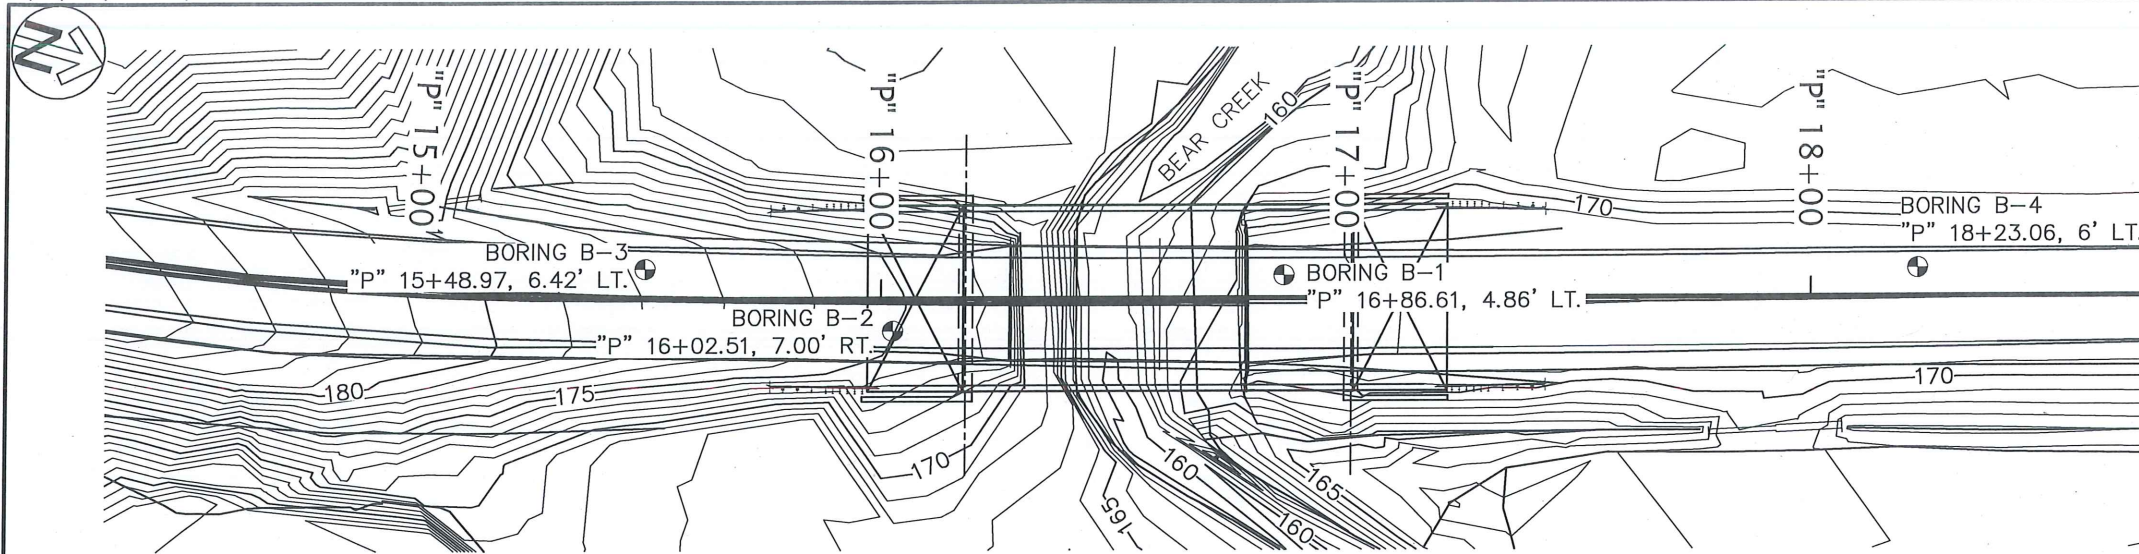 N
"P" 15+00
"P" 16+00
BEAR CREEK
160
"P" 17+00
"P" 18+00
170
BORING B-4
"P" 18+23.06, 6' LT.
BORING B-3
"P" 15+48.97, 6.42' LT.
BORING B-1
"P" 16+86.61, 4.86' LT.
BORING B-2
"P" 16+02.51, 7.00' RT.
180
175
170
170
160
165
165
160